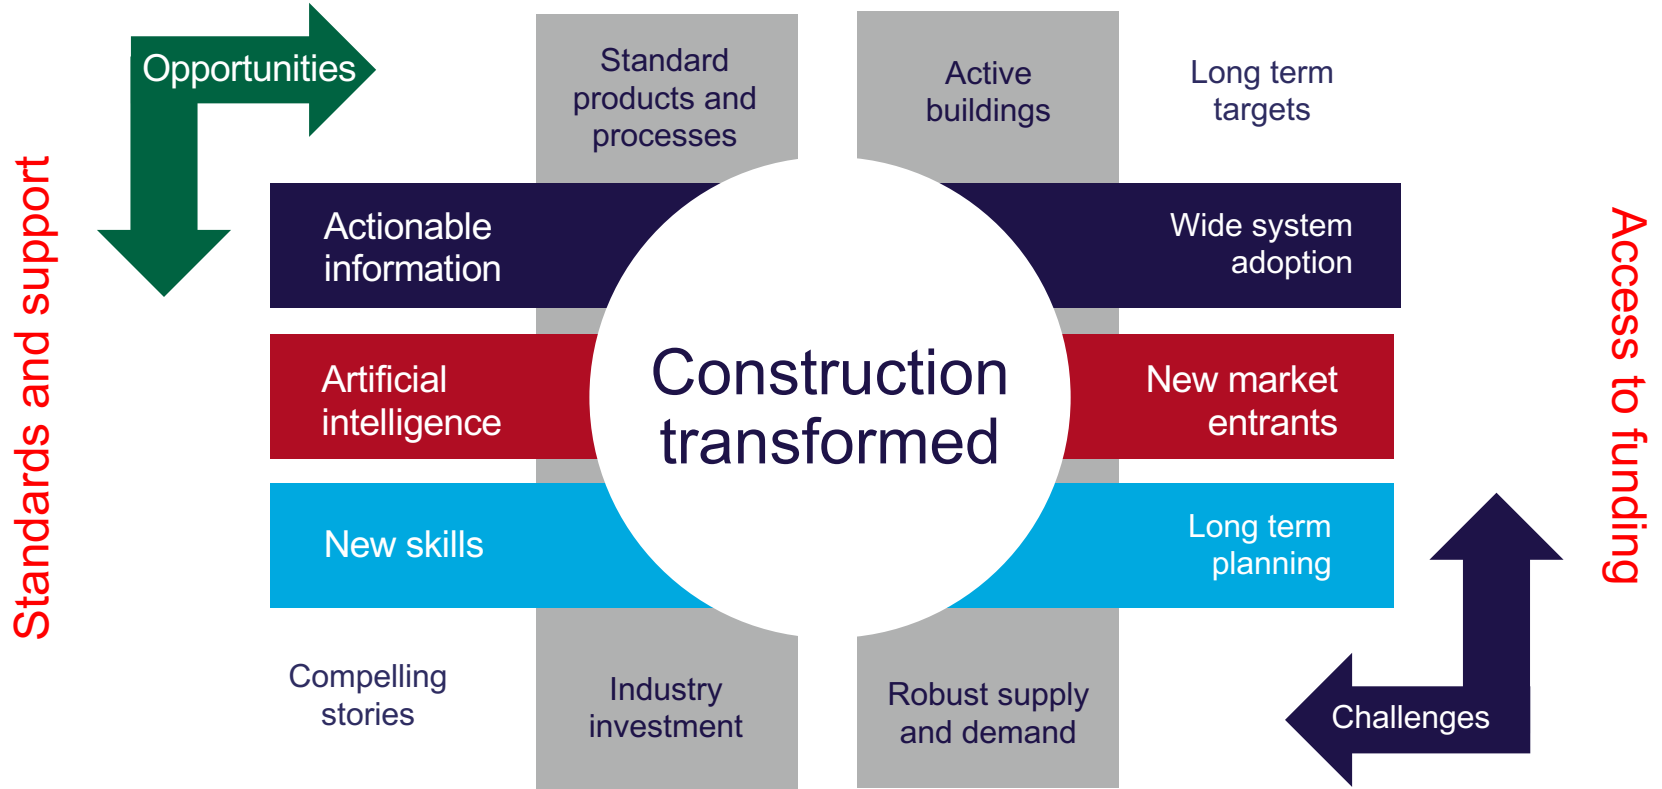 Opportunities
Standard
products and
processes
Active
buildings
Long term
targets
Standards and support
Actionable
information
Wide system
adoption
Artificial
intelligence
Construction
transformed
New market
entrants
Access to funding
New skills
Long term
planning
Compelling
stories
Industry
investment
Robust supply
and demand
Challenges